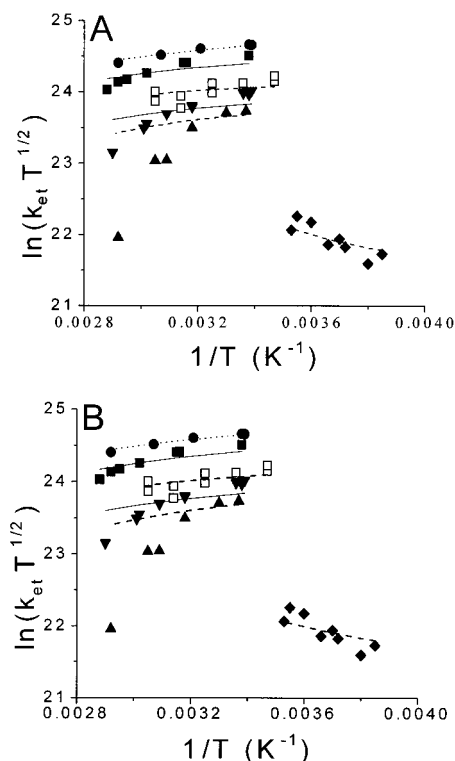 A
25
24
23
22
21
ln (k_et T^1/2)
0.0028 0.0032 0.0036 0.0040
1/T (K^-1)
B
25
24
23
22
21
ln (k_et T^1/2)
0.0028 0.0032 0.0036 0.0040
1/T (K^-1)